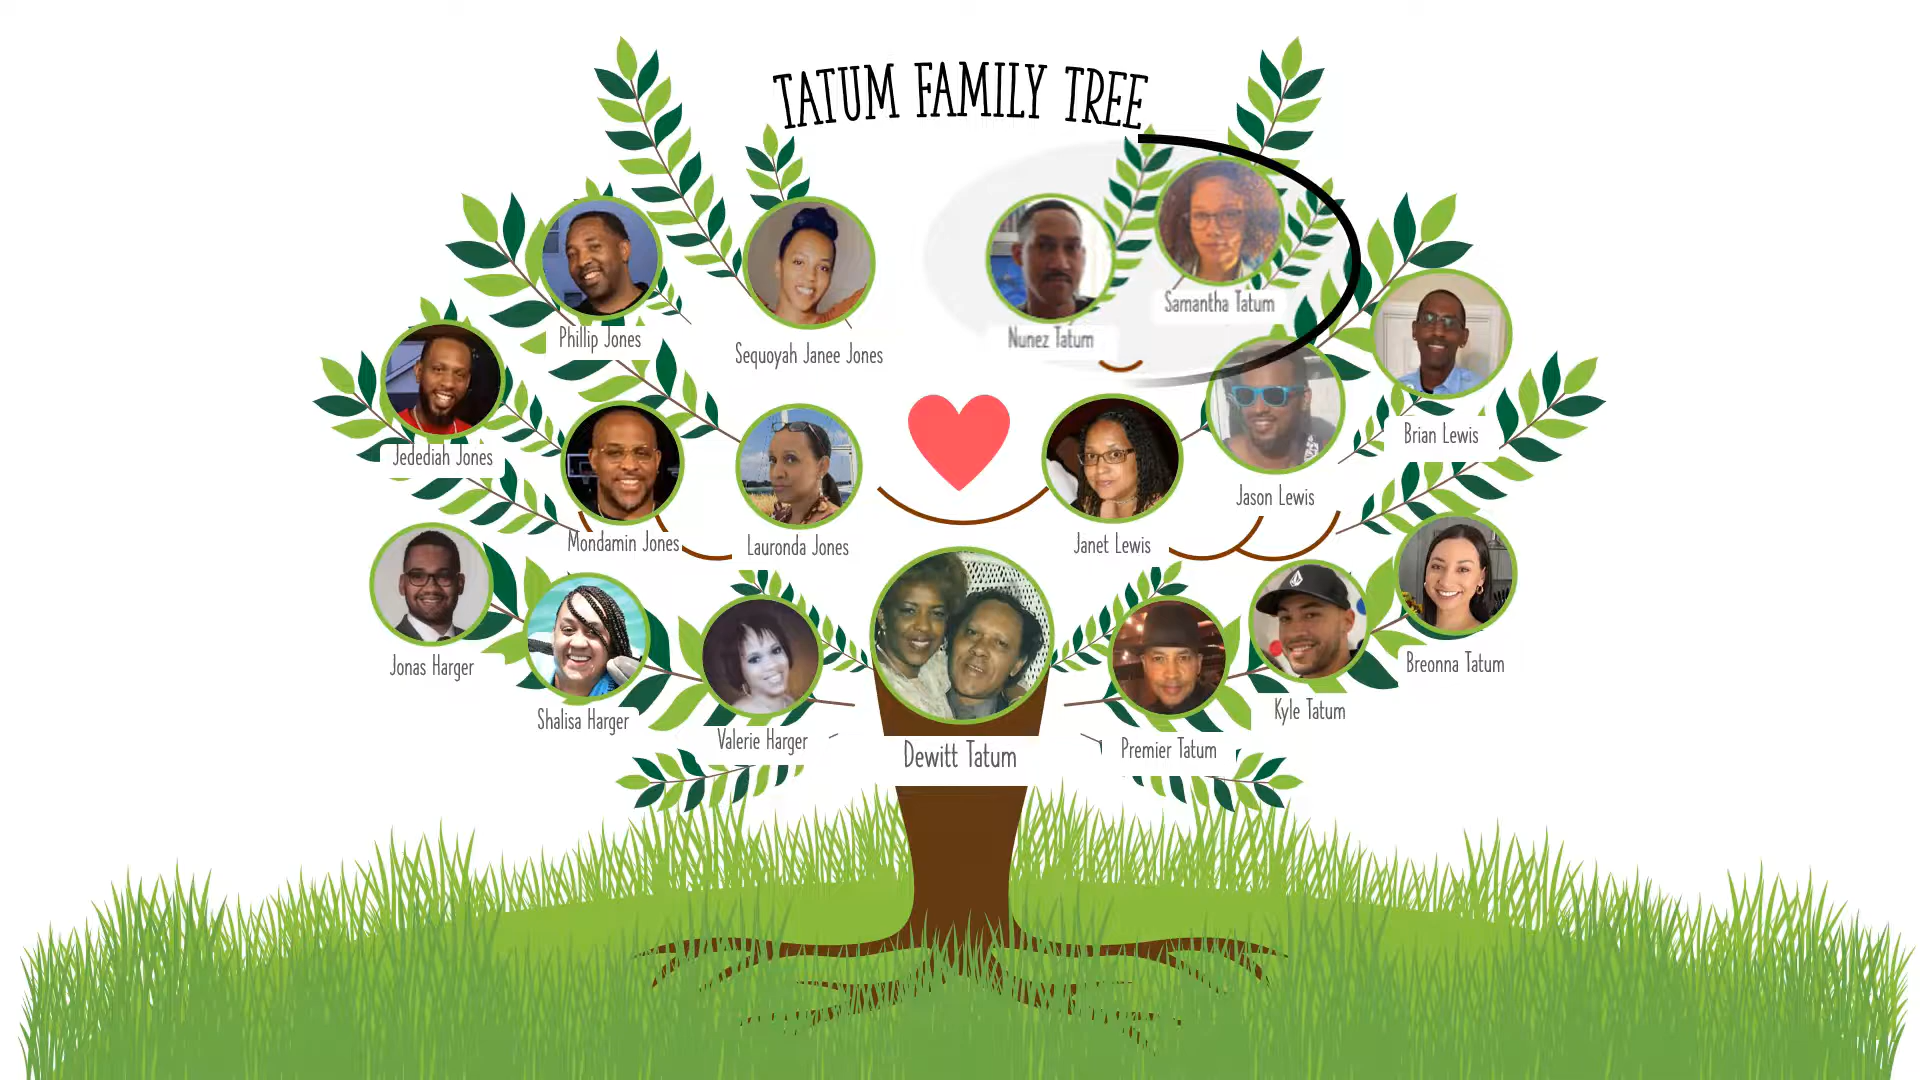 TATUM FAMILY TREE
Samantha Tatum
Phillip Jones
Nunez Tatum
Sequoyah Janee Jones
Brian Lewis
Jedediah Jones
Jason Lewis
Mondamin Jones
Lauronda Jones
Janet Lewis
Jonas Harger
Breonna Tatum
Shalisa Harger
Kyle Tatum
Valerie Harger
Dewitt Tatum
Premier Tatum